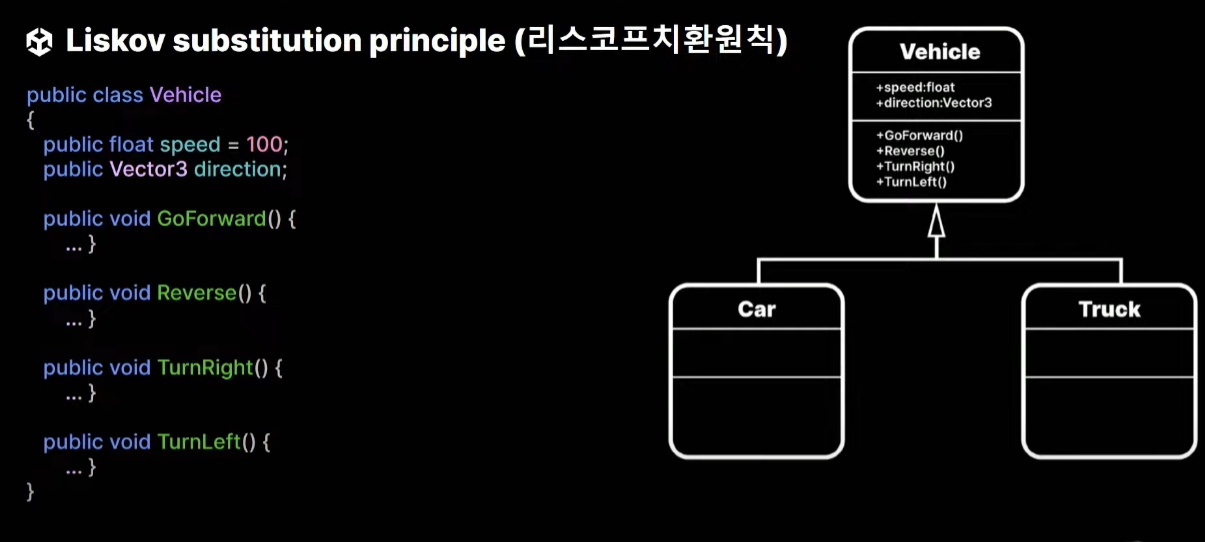 Liskov substitution principle (리스코프치환원칙)
public class Vehicle
{
public float speed = 100;
public Vector3 direction;
public void GoForward() {
... }
public void Reverse() {
... }
public void TurnRight() {
... }
public void TurnLeft() {
... }
}
Vehicle
+speed:float
+direction:Vector3
+GoForward()
+Reverse()
+TurnRight()
+TurnLeft()
Car
Truck